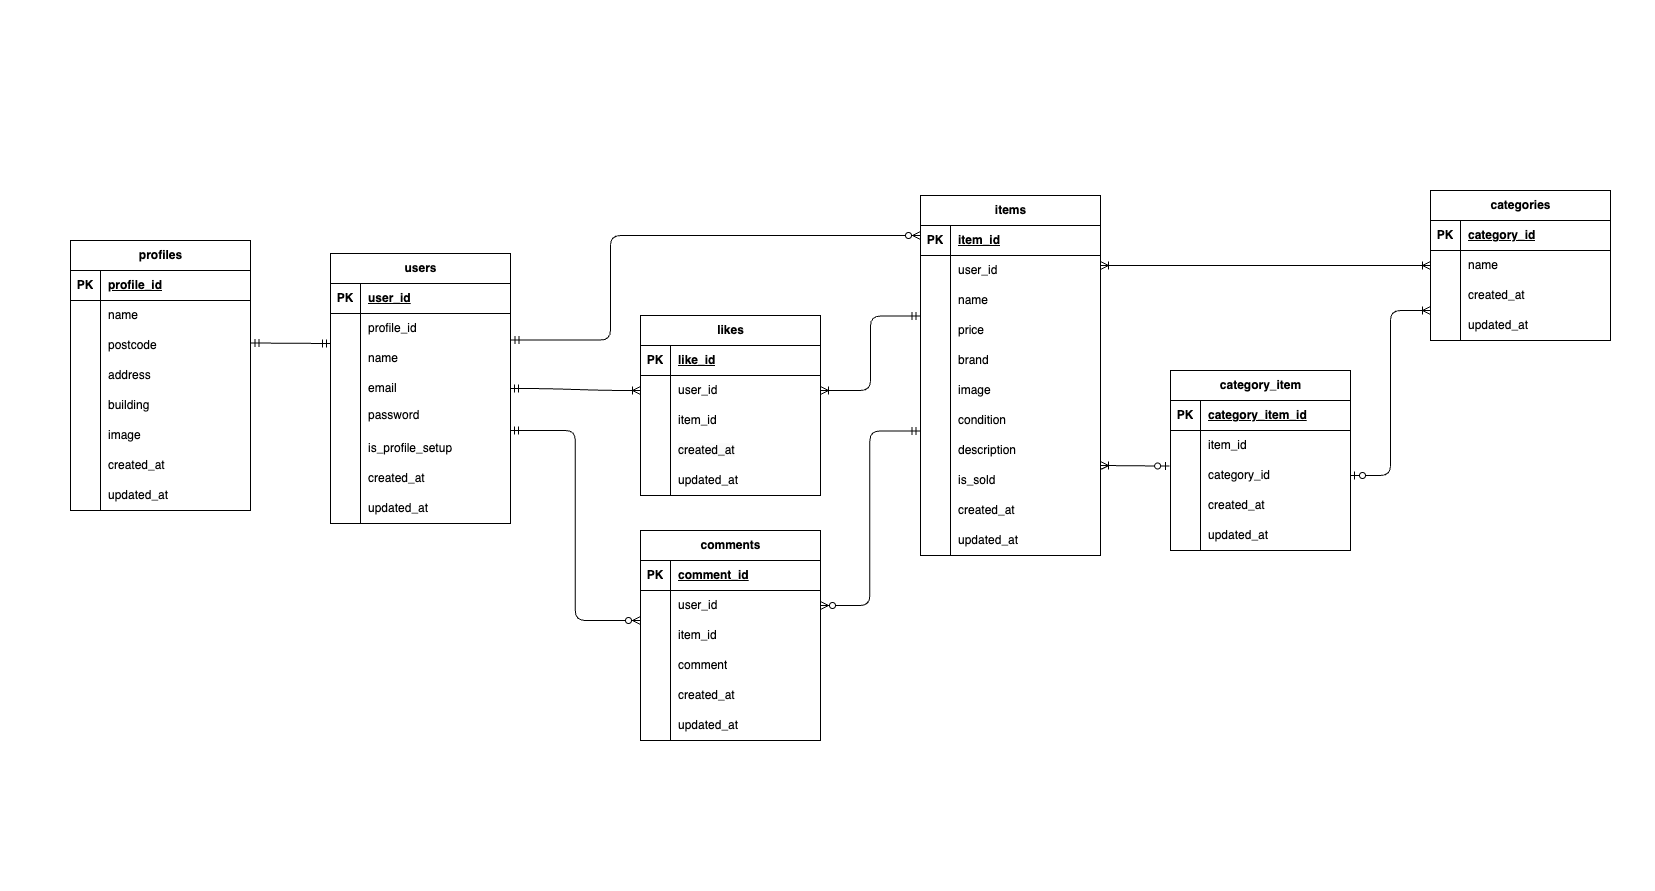 profiles
PK profile_id
name
postcode
address
building
image
created_at
updated_at
users
PK user_id
profile_id
name
email
password
is_profile_setup
created_at
updated_at
likes
PK like_id
user_id
item_id
created_at
updated_at
comments
PK comment_id
user_id
item_id
comment
created_at
updated_at
items
PK item_id
user_id
name
price
brand
image
condition
description
is_sold
created_at
updated_at
category_item
PK category_item_id
item_id
category_id
created_at
updated_at
categories
PK category_id
name
created_at
updated_at